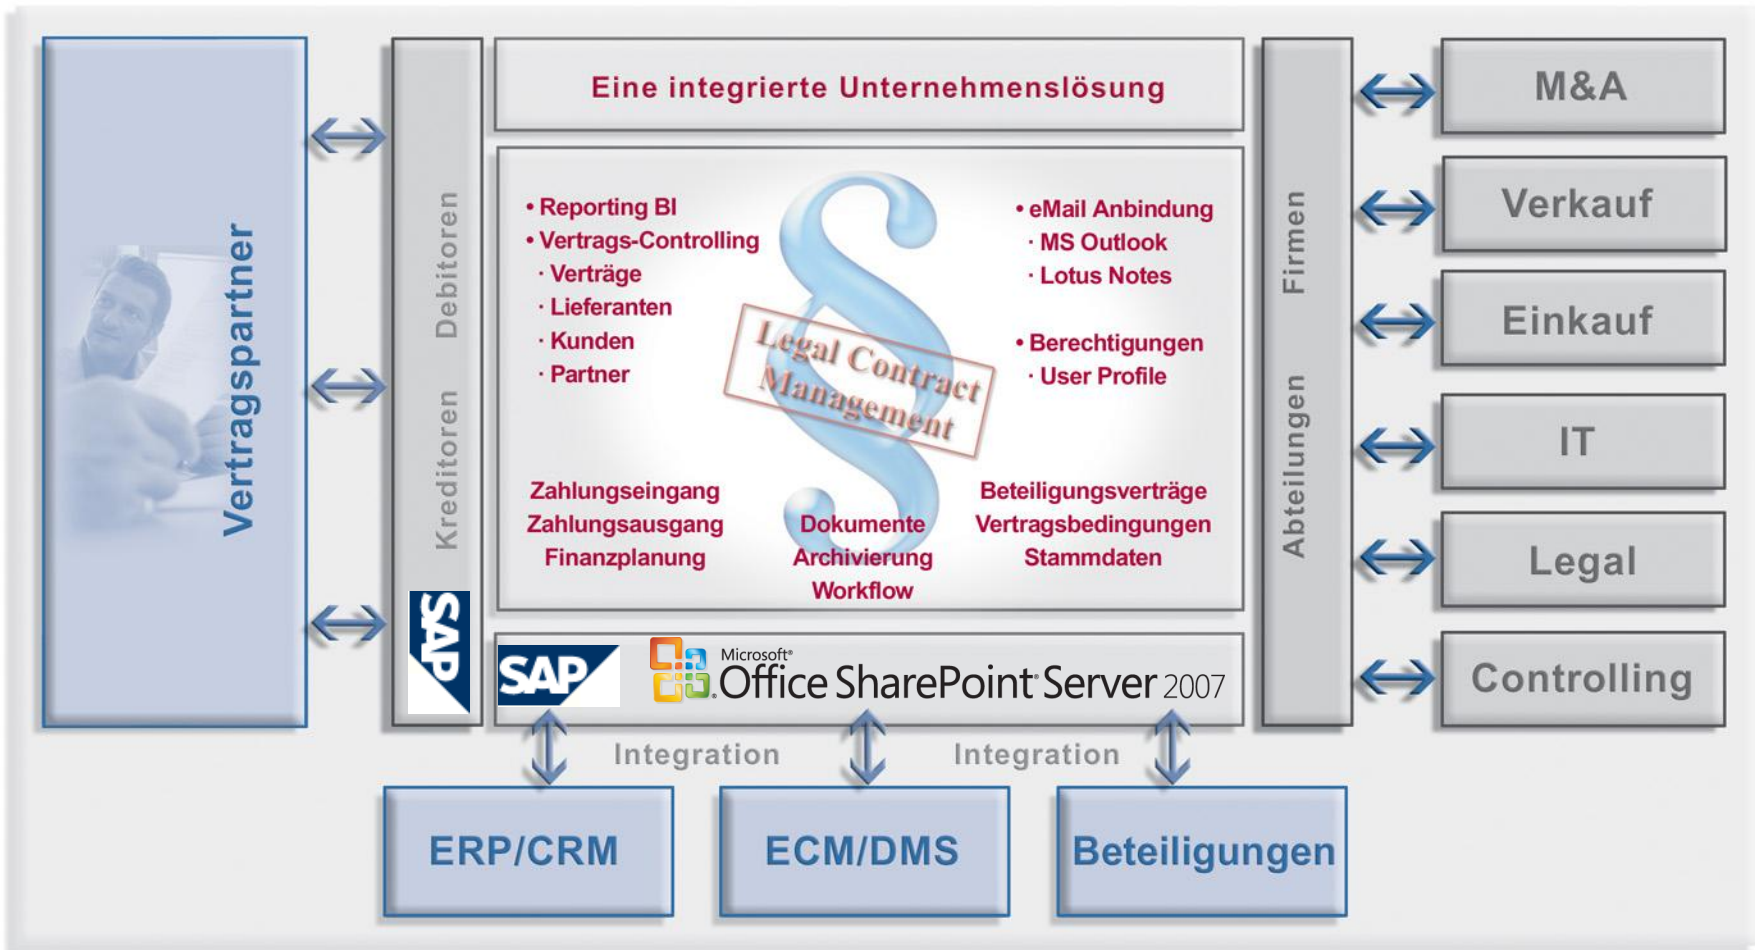 Vertragspartner
Debitoren
Kreditoren
SAP
Eine integrierte Unternehmenslösung
• Reporting BI
• Vertrags-Controlling
· Verträge
· Lieferanten
· Kunden
· Partner
Legal Contract
Management
• eMail Anbindung
· MS Outlook
· Lotus Notes
• Berechtigungen
· User Profile
Zahlungseingang
Zahlungsausgang
Finanzplanung
Dokumente
Archivierung
Workflow
Beteiligungsverträge
Vertragsbedingungen
Stammdaten
SAP
Microsoft®
Office SharePoint® Server 2007
Firmen
Abteilungen
M&A
Verkauf
Einkauf
IT
Legal
Controlling
Integration
Integration
ERP/CRM
ECM/DMS
Beteiligungen